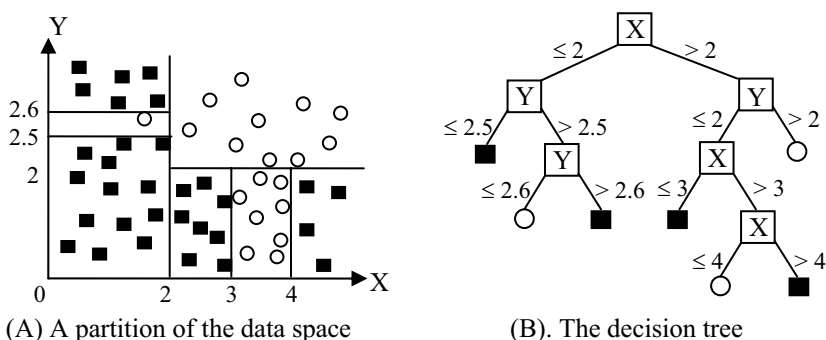 Y
2.6
2.5
2
0
2
3
4
X
(A) A partition of the data space
X
≤ 2
> 2
Y
Y
≤ 2.5
> 2.5
≤ 2
> 2
Y
X
≤ 2.6
> 2.6
≤ 3
> 3
X
≤ 4
> 4
(B). The decision tree